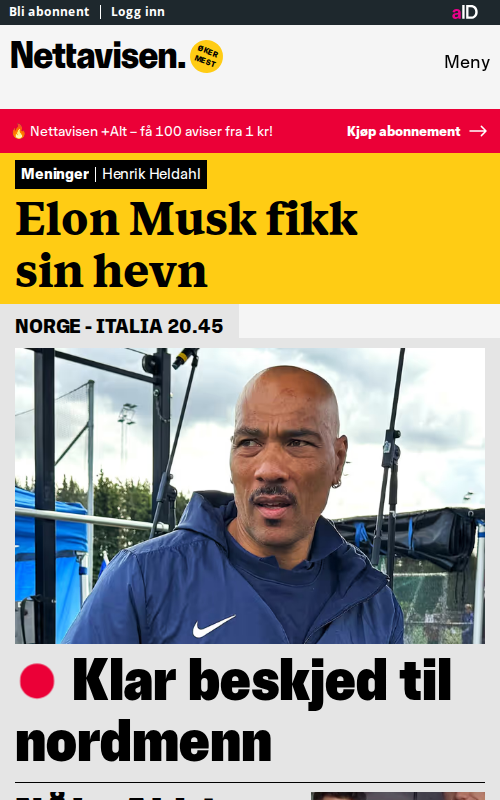 Bli abonnent | Logg inn
aID
Nettavisen.
ØKER
MEST
Meny
🔥 Nettavisen +Alt – få 100 aviser fra 1 kr!
Kjøp abonnement →
Meninger | Henrik Heldahl
Elon Musk fikk
sin hevn
NORGE - ITALIA 20.45
Klar beskjed til
nordmenn